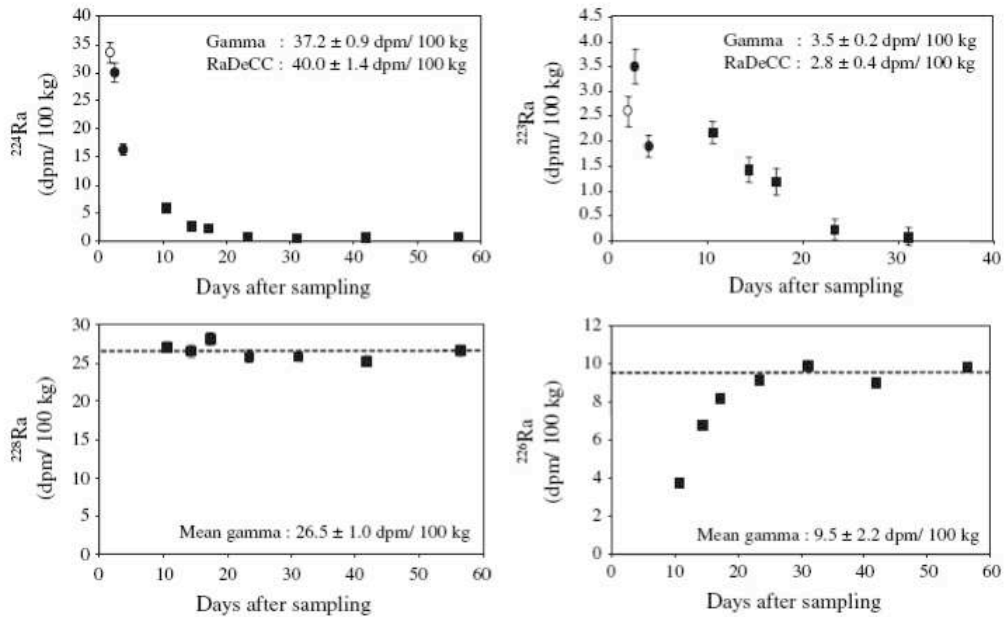 40
35
30
25
20
15
10
5
0
0 10 20 30 40 50 60
224Ra
(dpm/ 100 kg)
Gamma : 37.2 ± 0.9 dpm/ 100 kg
RaDeCC : 40.0 ± 1.4 dpm/ 100 kg
Days after sampling
4.5
4.0
3.5
3.0
2.5
2.0
1.5
1.0
0.5
0
0 10 20 30 40
223Ra
(dpm/ 100 kg)
Gamma : 3.5 ± 0.2 dpm/ 100 kg
RaDeCC : 2.8 ± 0.4 dpm/ 100 kg
Days after sampling
30
25
20
15
10
5
0
0 10 20 30 40 50 60
228Ra
(dpm/ 100 kg)
Mean gamma : 26.5 ± 1.0 dpm/ 100 kg
Days after sampling
12
10
8
6
4
2
0
0 10 20 30 40 50 60
226Ra
(dpm/ 100 kg)
Mean gamma : 9.5 ± 2.2 dpm/ 100 kg
Days after sampling